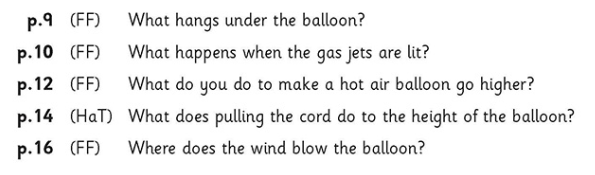 p.9 (FF) What hangs under the balloon?
p.10 (FF) What happens when the gas jets are lit?
p.12 (FF) What do you do to make a hot air balloon go higher?
p.14 (HaT) What does pulling the cord do to the height of the balloon?
p.16 (FF) Where does the wind blow the balloon?